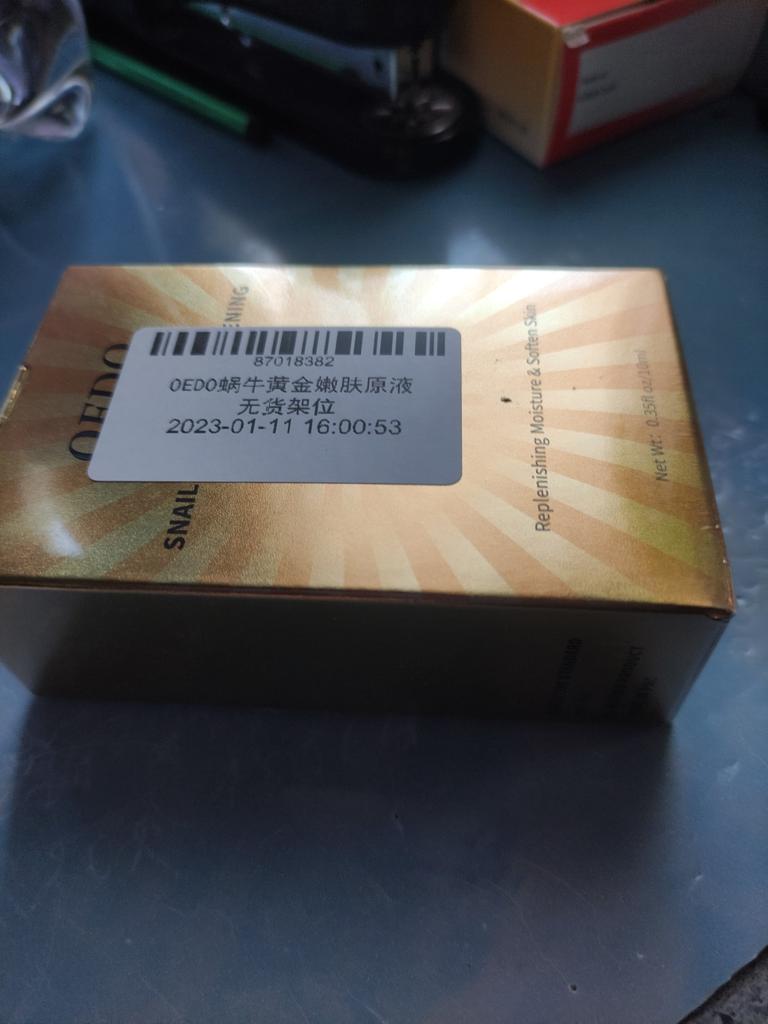 OEDO
SNAIL
ENING
87018382
OEDO蜗牛黄金嫩肤原液
无货架位
2023-01-11 16:00:53
Replenishing Moisture & Soften Skin
Net Wt: 0.35fl oz/10ml